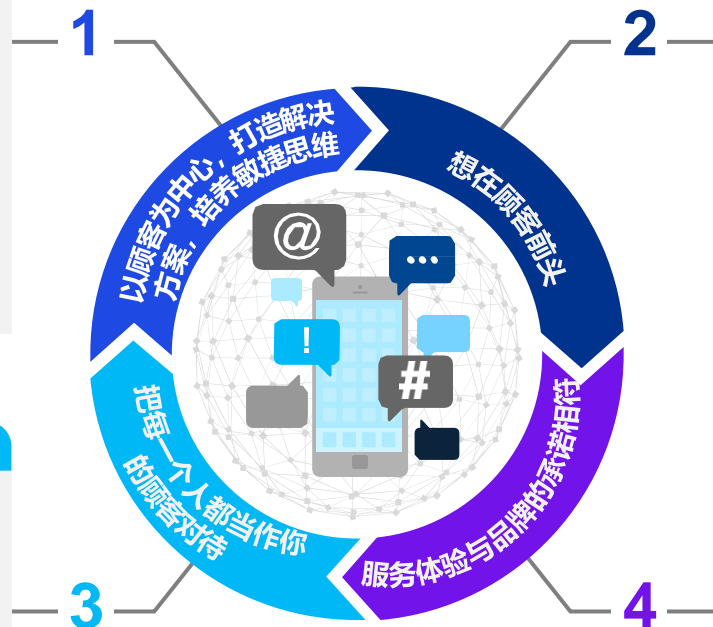 1
以顾客为中心，打造解决
方案，培养敏捷思维
2
想在顾客前头
@
...
!
#
3
把每一个人都当作你
的顾客对待
4
服务体验与品牌的承诺相符